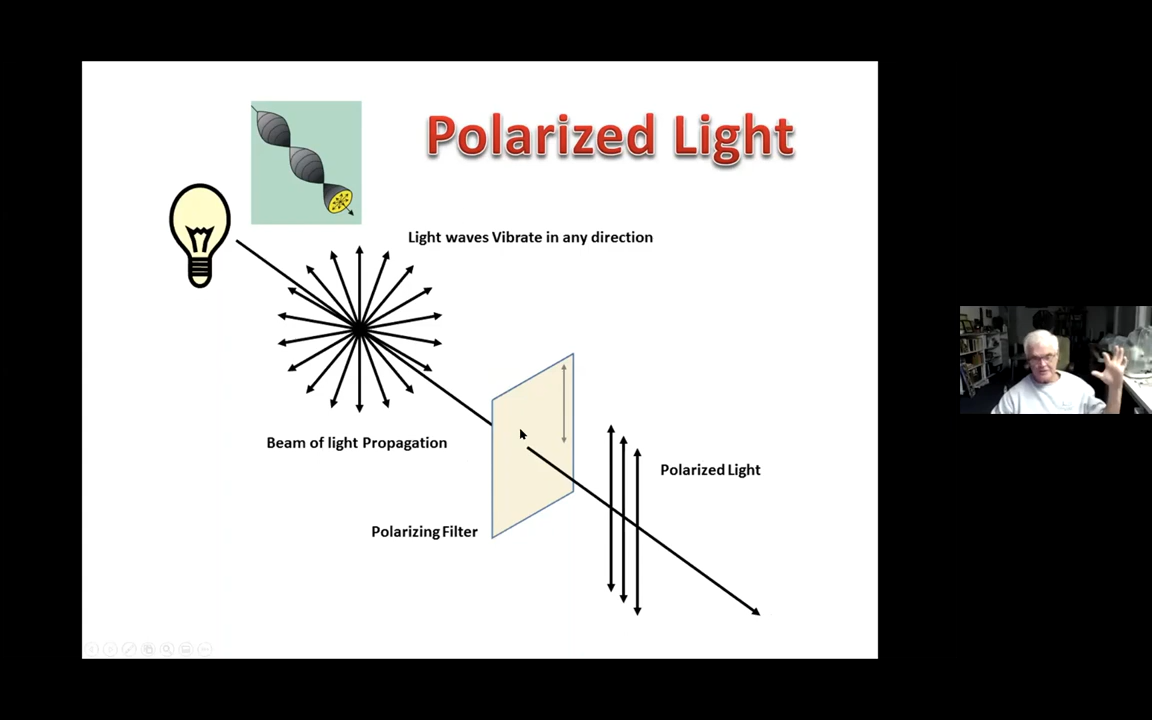 Polarized Light
Light waves Vibrate in any direction
Beam of light Propagation
Polarized Light
Polarizing Filter